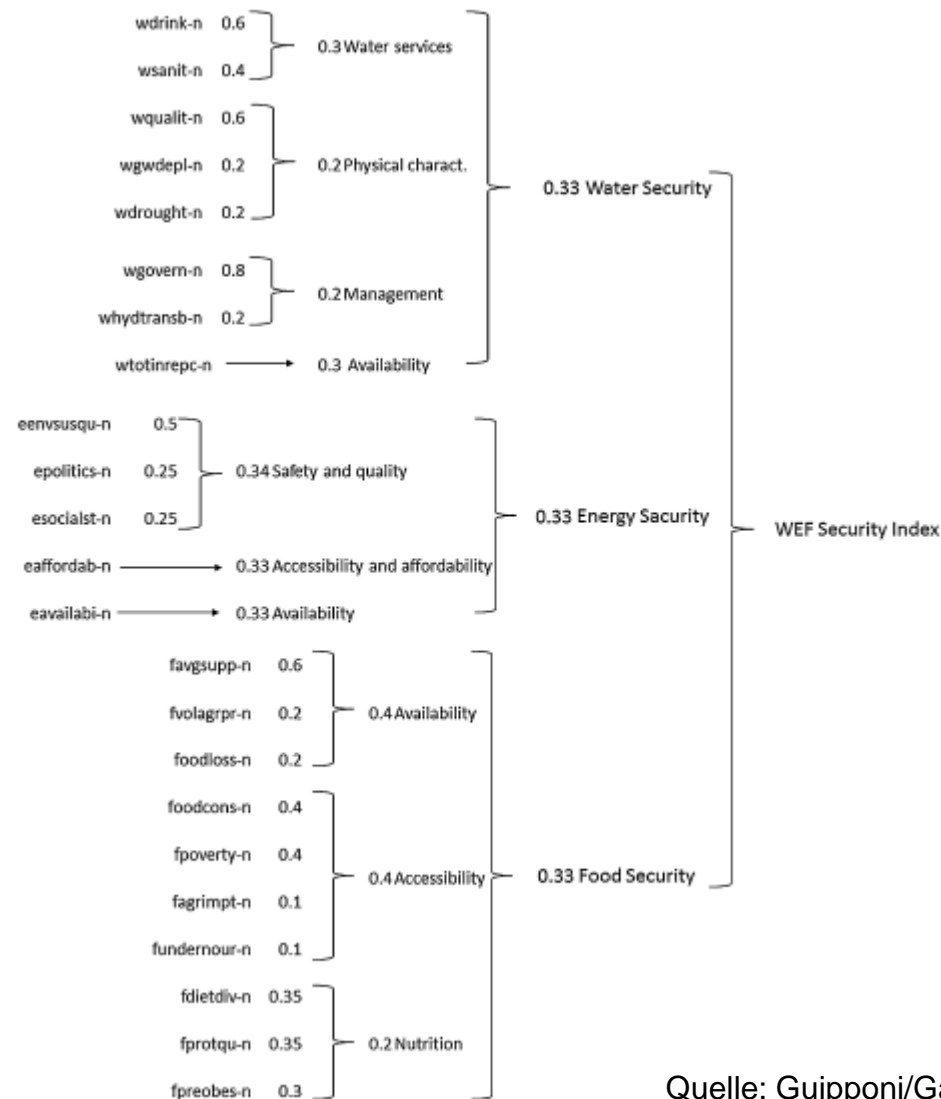 wdrink-n 0.6
0.3 Water services
wsanit-n 0.4
wqualit-n 0.6
wgwdepl-n 0.2
0.2 Physical charact.
wdrought-n 0.2
0.33 Water Security
wgovern-n 0.8
0.2 Management
whydtransb-n 0.2
wtotinrepc-n 0.3 Availability
eenvsusqu-n 0.5
epolitics-n 0.25
0.34 Safety and quality
esocialst-n 0.25
0.33 Energy Sacurity
WEF Security Index
eaffordab-n 0.33 Accessibility and affordability
eavailabi-n 0.33 Availability
favgsupp-n 0.6
fvolagrpr-n 0.2
0.4 Availability
foodloss-n 0.2
foodcons-n 0.4
fpoverty-n 0.4
0.4 Accessibility
0.33 Food Security
fagrimpt-n 0.1
fundernour-n 0.1
fdietdiv-n 0.35
fprotqu-n 0.35
0.2 Nutrition
fpreobes-n 0.3
Quelle: Guipponi/Ga